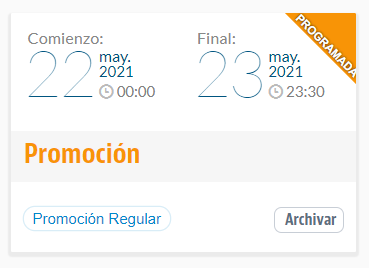 PROGRAMADA
Comienzo:
22 may. 2021
00:00
Final:
23 may. 2021
23:30
Promoción
Promoción Regular
Archivar